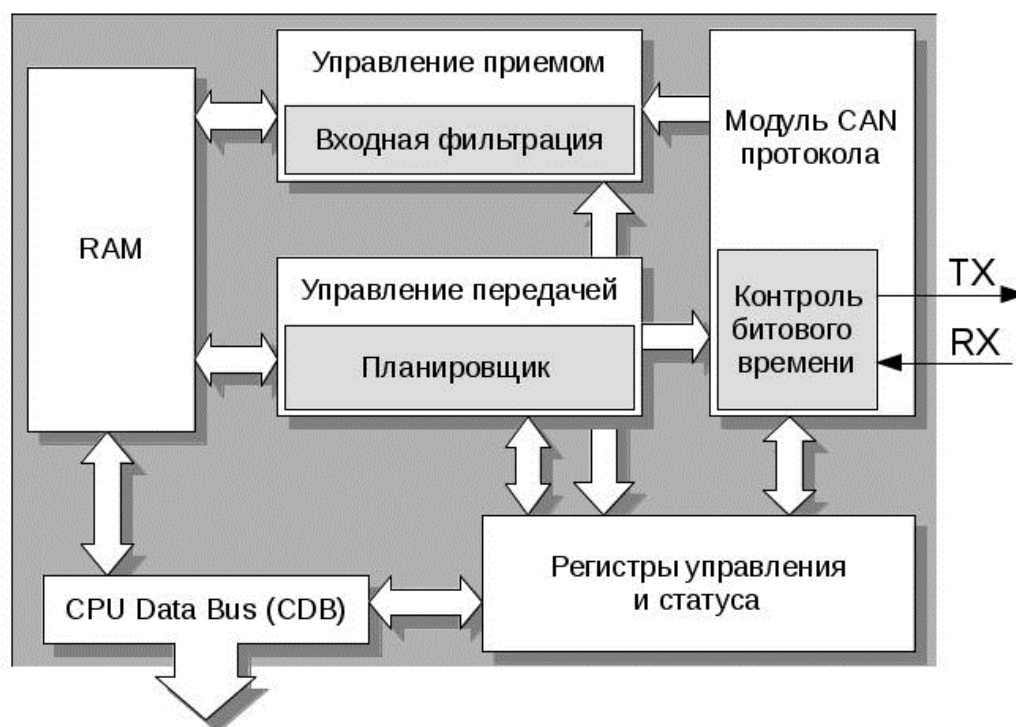 Управление приемом
Входная фильтрация
Модуль CAN
протокола
RAM
Управление передачей
Планировщик
Контроль
битового
времени
TX
RX
Регистры управления
и статуса
CPU Data Bus (CDB)